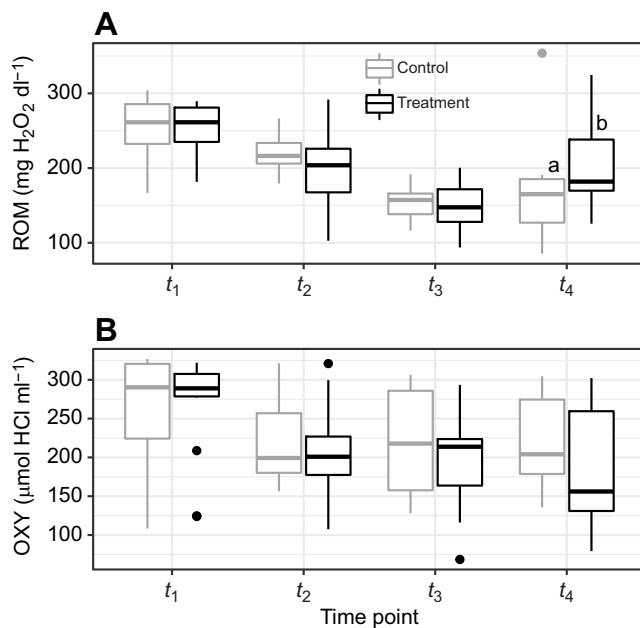 A
ROM (mg H₂O₂ dl⁻¹)
300
200
100
Control
Treatment
a
b
t₁ t₂ t₃ t₄
B
OXY (μmol HCl ml⁻¹)
300
250
200
150
100
t₁ t₂ t₃ t₄
Time point